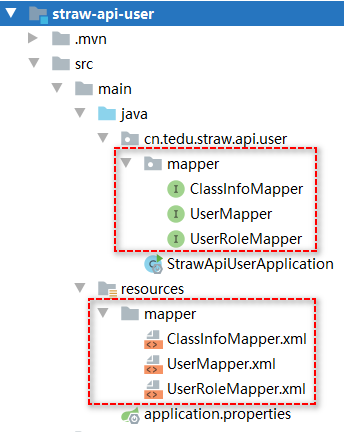 straw-api-user
.mvn
src
main
java
cn.tedu.straw.api.user
mapper
I ClassInfoMapper
I UserMapper
I UserRoleMapper
StrawApiUserApplication
resources
mapper
ClassInfoMapper.xml
UserMapper.xml
UserRoleMapper.xml
application.properties